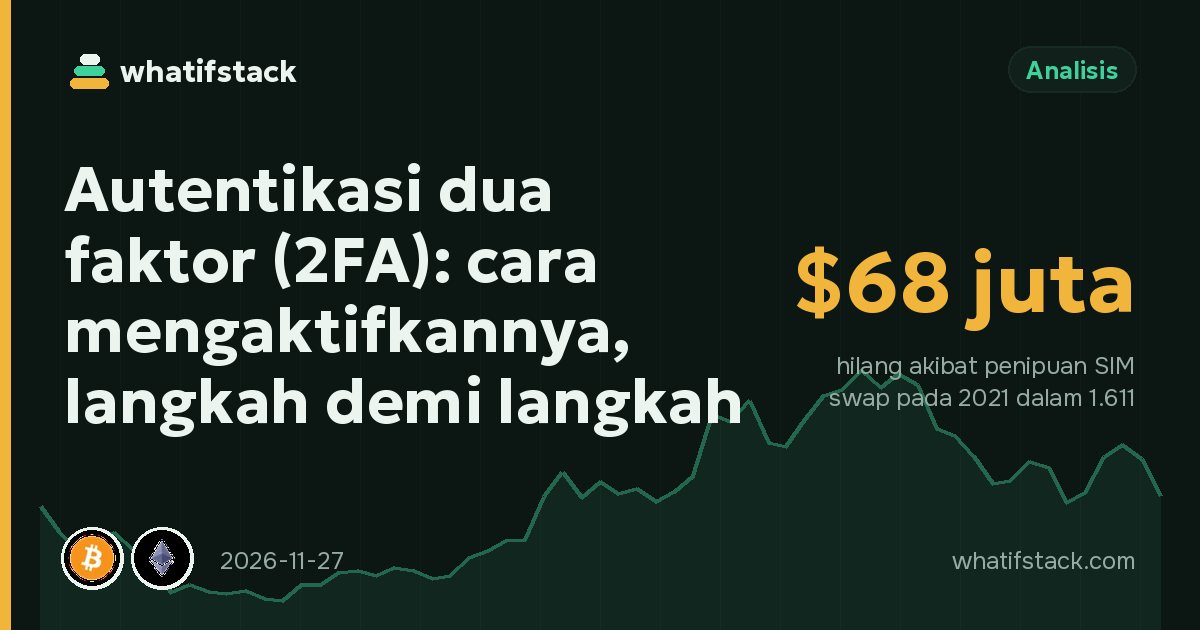 whatifstack
Analisis
Autentikasi dua
faktor (2FA): cara
mengaktifkannya,
langkah demi langkah
$68 juta
hilang akibat penipuan SIM
swap pada 2021 dalam 1.611
2026-11-27
whatifstack.com